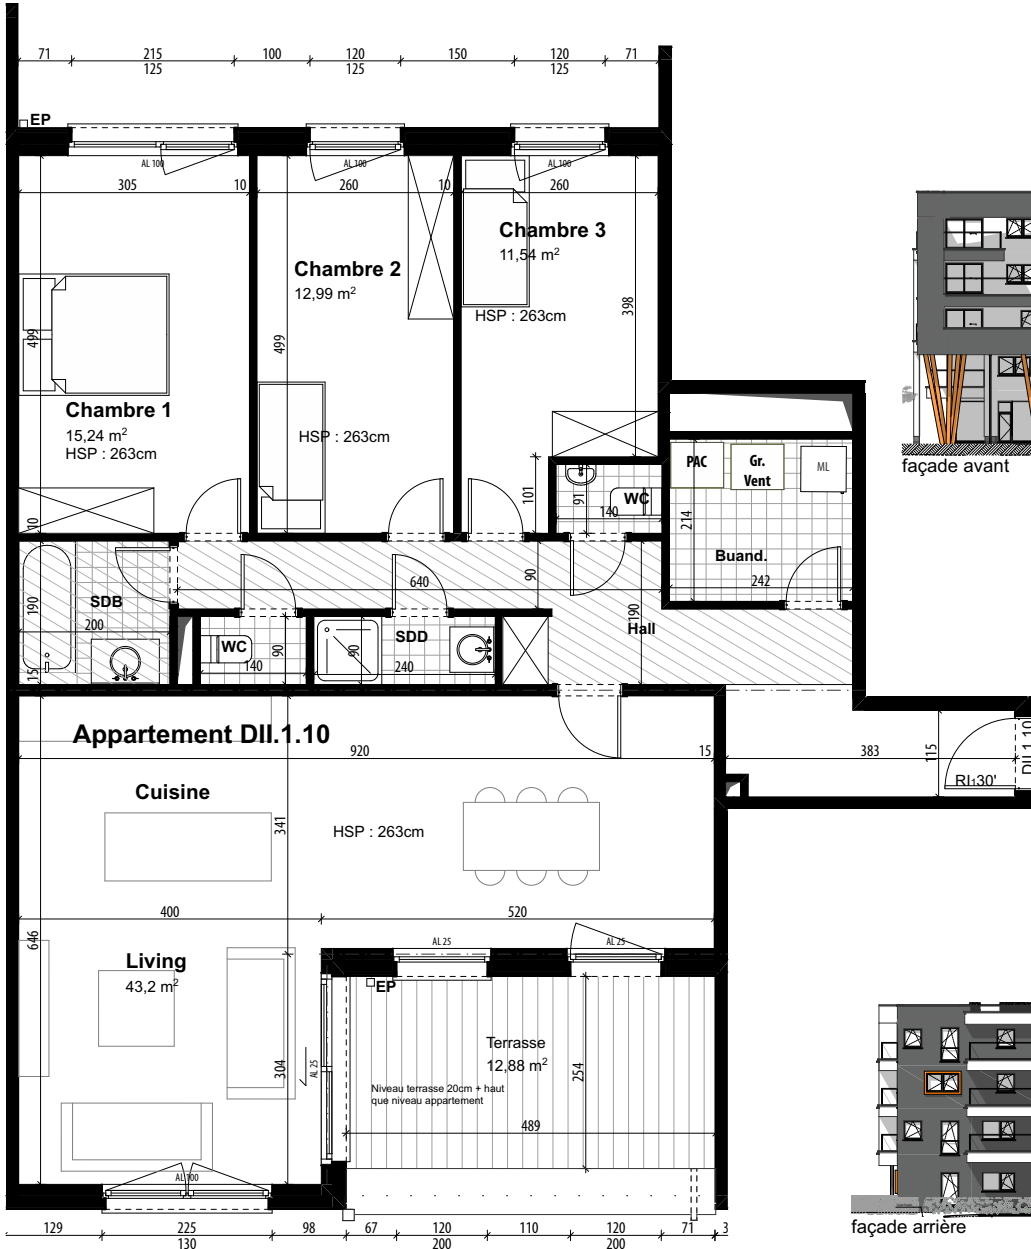 71 215 100 120 150 120 71
125 125 125
EP
AL 100 AL 100 AL 100
305 10 260 10 260
Chambre 3
11,54 m²
Chambre 2
12,99 m²
HSP : 263cm
398
499
499
Chambre 1
15,24 m²
HSP : 263cm
HSP : 263cm
façade avant
PAC
Gr.
Vent
ML
101
91
WC
140
214
10
Buand.
242
640
90
190
190
SDB
200
Hall
WC
140
90
SDD
90
240
15
Appartement DII.1.10
920 15 383
115
RI 30'
DII.1.10
Cuisine
341
HSP : 263cm
400 520
646
AL 25 AL 25
Living
43,2 m²
EP
Terrasse
12,88 m²
304
AL 25
254
Niveau terrasse 20cm + haut
que niveau appartement
489
AL 100
façade arrière
129 225 98 67 120 110 120 71 3
130 200 200